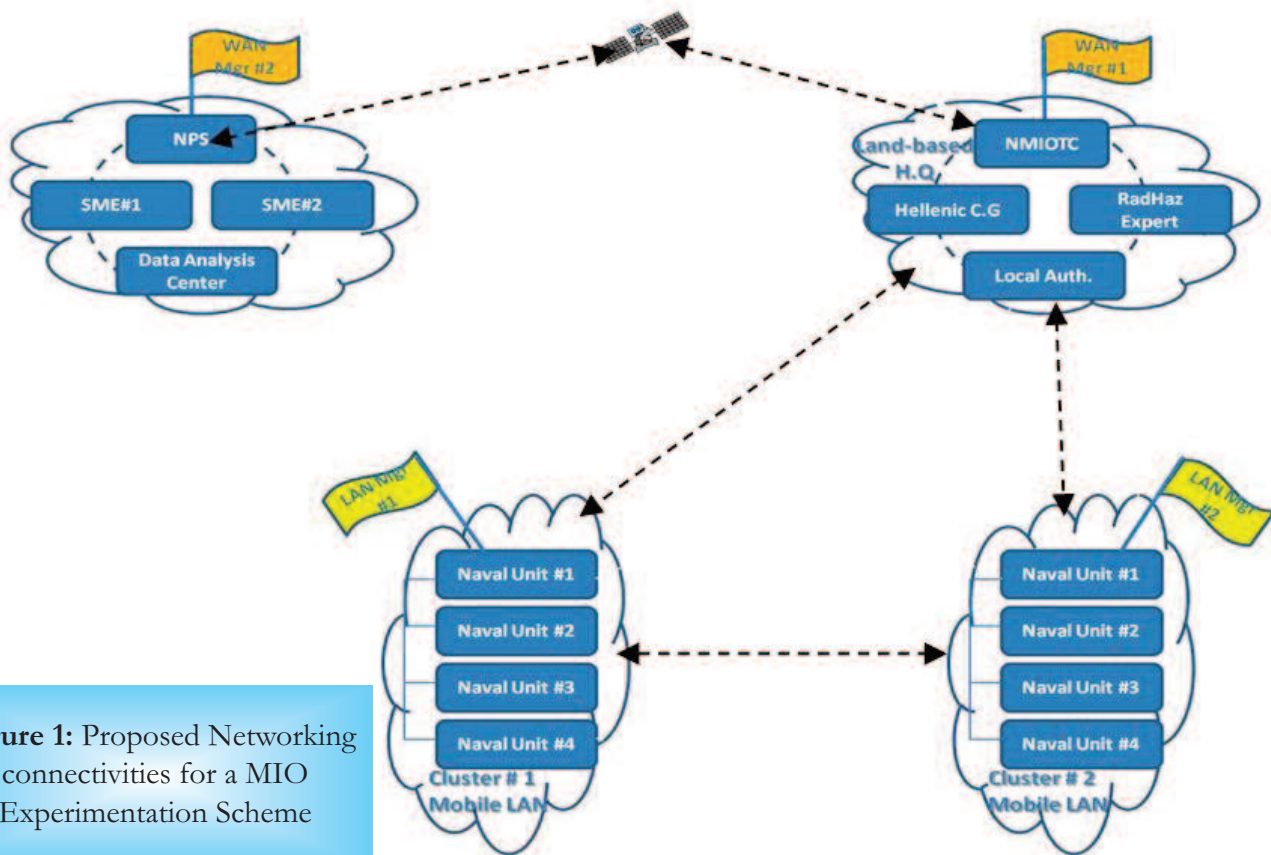 WAN
Mgr #2
WAN
Mgr #1
NPS
SME#1
SME#2
Data Analysis
Center
Land-based
H.Q
NMIOTC
Hellenic C.G
RadHaz
Expert
Local Auth.
LAN Mgr
#1
LAN Mgr
#2
Naval Unit #1
Naval Unit #2
Naval Unit #3
Naval Unit #4
Cluster # 1
Mobile LAN
Naval Unit #1
Naval Unit #2
Naval Unit #3
Naval Unit #4
Cluster # 2
Mobile LAN
ure 1: Proposed Networking
connectivities for a MIO
Experimentation Scheme